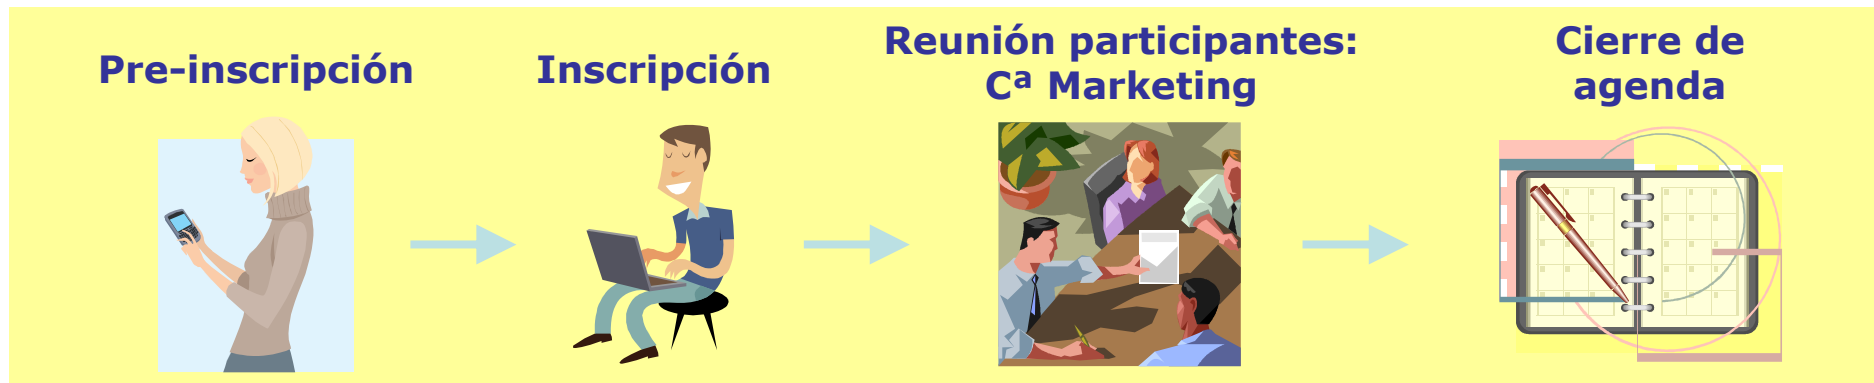 Pre-inscripción
Inscripción
Reunión participantes:
Cª Marketing
Cierre de
agenda